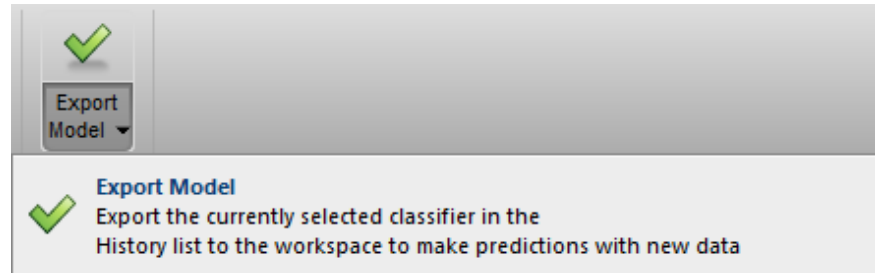 Export
Model
Export Model
Export the currently selected classifier in the
History list to the workspace to make predictions with new data